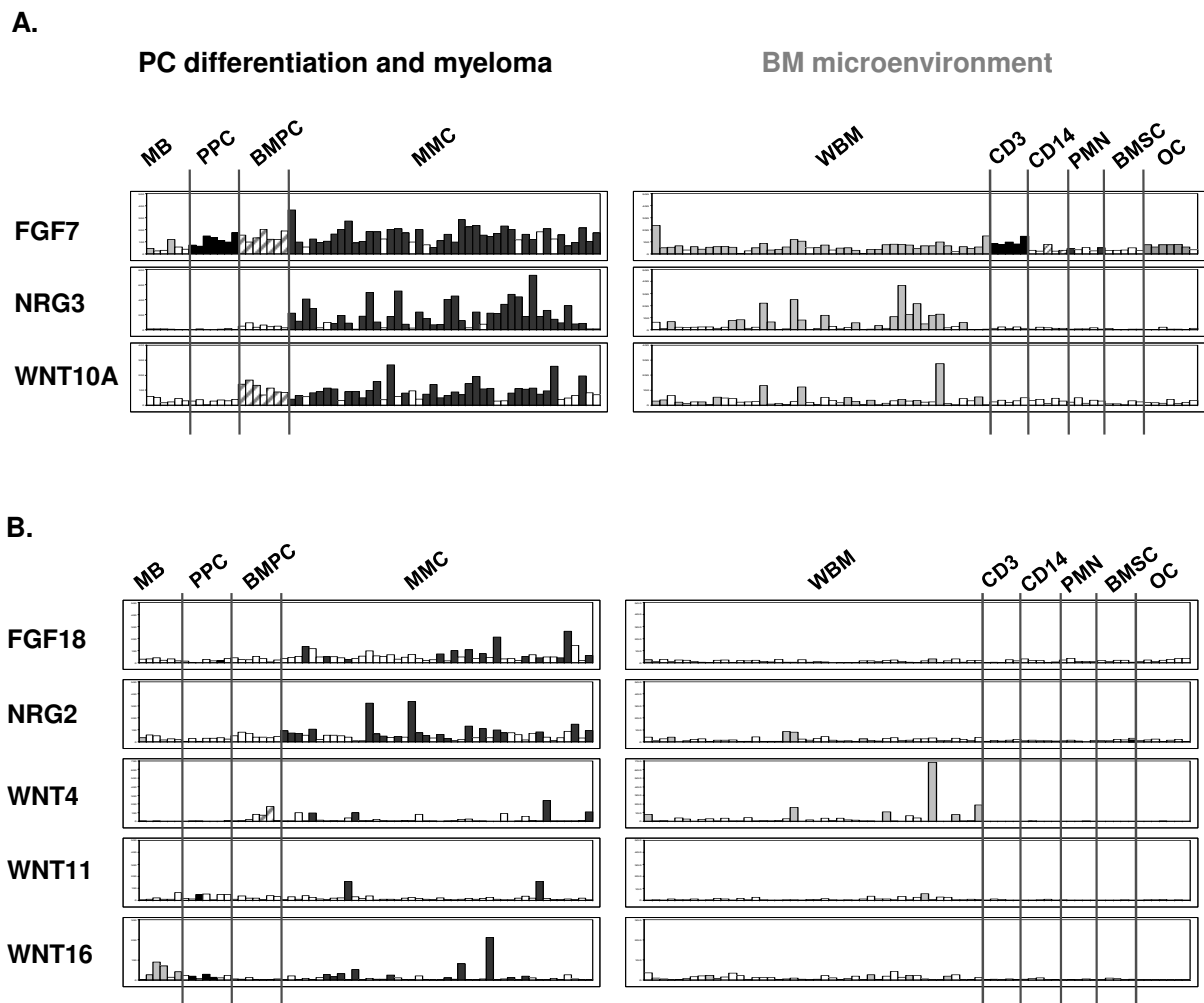 A.
PC differentiation and myeloma
BM microenvironment
MB PPC BMPC MMC WBM CD3 CD14 PMN BMSC OC
FGF7
NRG3
WNT10A
B.
MB PPC BMPC MMC WBM CD3 CD14 PMN BMSC OC
FGF18
NRG2
WNT4
WNT11
WNT16